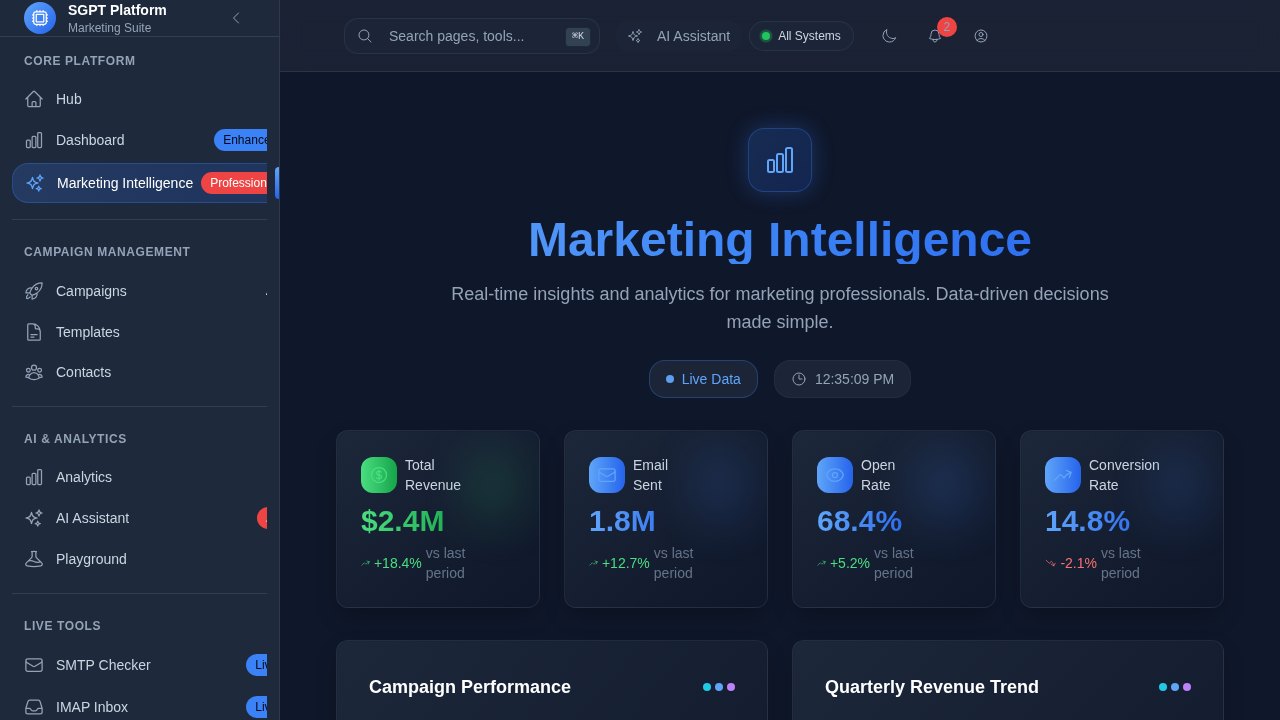 SGPT Platform
Marketing Suite
Search pages, tools...
⌘K
AI Assistant
All Systems
2
CORE PLATFORM
Hub
Dashboard
Enhance
Marketing Intelligence
Profession
CAMPAIGN MANAGEMENT
Campaigns
Templates
Contacts
AI & ANALYTICS
Analytics
AI Assistant
Playground
LIVE TOOLS
SMTP Checker
Liv
IMAP Inbox
Liv
Marketing Intelligence
Real-time insights and analytics for marketing professionals. Data-driven decisions
made simple.
Live Data
12:35:09 PM
Total
Revenue
$2.4M
+18.4%
vs last
period
Email
Sent
1.8M
+12.7%
vs last
period
Open
Rate
68.4%
+5.2%
vs last
period
Conversion
Rate
14.8%
-2.1%
vs last
period
Campaign Performance
Quarterly Revenue Trend